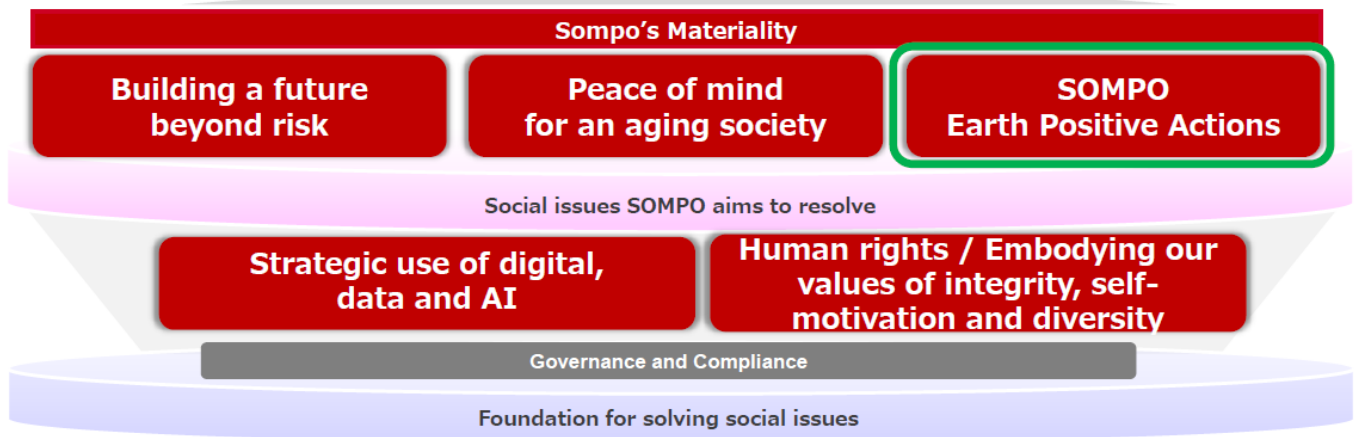 Sompo’s Materiality
Building a future
beyond risk
Peace of mind
for an aging society
SOMPO
Earth Positive Actions
Social issues SOMPO aims to resolve
Strategic use of digital,
data and AI
Human rights / Embodying our
values of integrity, self-
motivation and diversity
Governance and Compliance
Foundation for solving social issues